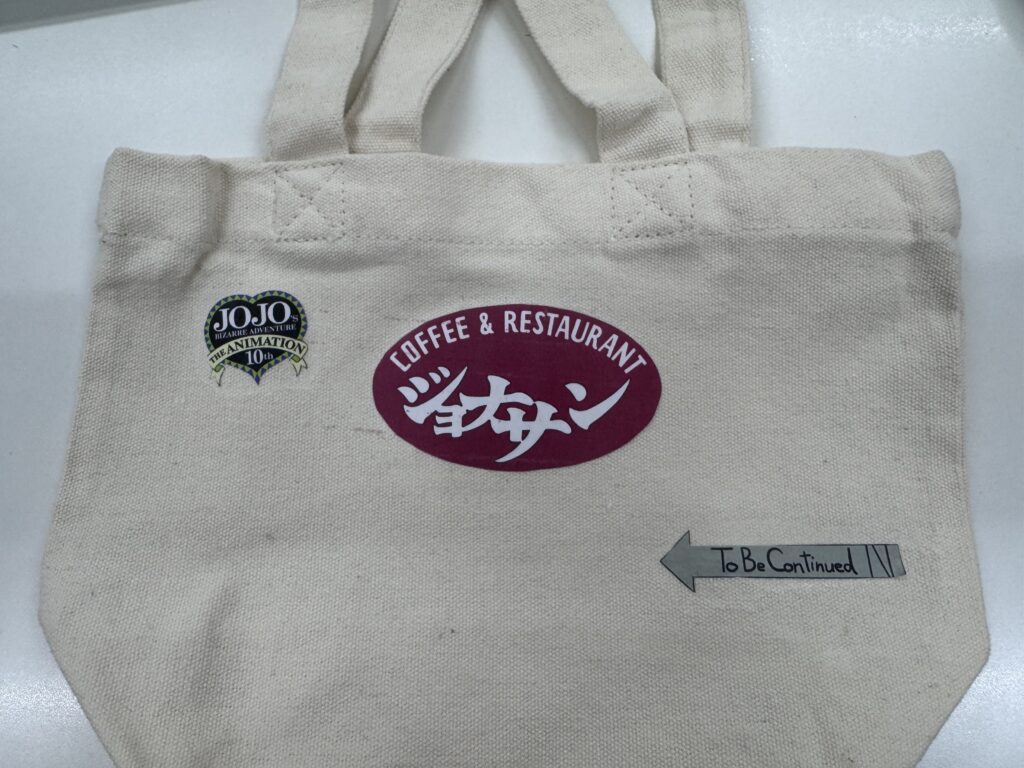 JOJO's
BIZARRE ADVENTURE
THE ANIMATION
10th
COFFEE & RESTAURANT
ジョナサン
To Be Continued